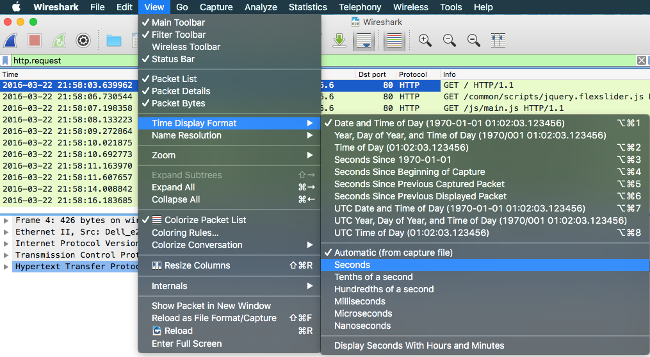 Wireshark File Edit View Go Capture Analyze Statistics Telephony Wireless Tools Help
Wireshark
http.request
Time Dst port Protocol Info
2016-03-22 21:58:03.639962 6.6 80 HTTP GET / HTTP/1.1
2016-03-22 21:58:06.730544 6.6 80 HTTP GET /common/scripts/jquery.flexslider.js
2016-03-22 21:58:07.198358 6.6 80 HTTP GET /js/main.js HTTP/1.1
2016-03-22 21:58:08.133223
2016-03-22 21:58:09.272864
2016-03-22 21:58:10.021875
2016-03-22 21:58:10.692773
2016-03-22 21:58:11.163970
2016-03-22 21:58:11.607657
2016-03-22 21:58:14.008842
2016-03-22 21:58:16.183685
Frame 4: 426 bytes on wi
Ethernet II, Src: Dell_e2
Internet Protocol Version
Transmission Control Prot
Hypertext Transfer Protoc
✓ Main Toolbar
✓ Filter Toolbar
Wireless Toolbar
✓ Status Bar
✓ Packet List
✓ Packet Details
✓ Packet Bytes
Time Display Format
Name Resolution
Zoom
Expand Subtrees ⇧→
Expand All ⌘→
Collapse All ⌘←
✓ Colorize Packet List
Coloring Rules...
Colorize Conversation
Resize Columns ⇧⌘R
Internals
Show Packet in New Window
Reload as File Format/Capture ⇧⌘F
Reload ⌘R
Enter Full Screen
✓ Date and Time of Day (1970-01-01 01:02:03.123456) ⌥⌘1
Year, Day of Year, and Time of Day (1970/001 01:02:03.123456)
Time of Day (01:02:03.123456) ⌥⌘2
Seconds Since 1970-01-01 ⌥⌘3
Seconds Since Beginning of Capture ⌥⌘4
Seconds Since Previous Captured Packet ⌥⌘5
Seconds Since Previous Displayed Packet ⌥⌘6
UTC Date and Time of Day (1970-01-01 01:02:03.123456) ⌥⌘7
UTC Year, Day of Year, and Time of Day (1970/001 01:02:03.123456)
UTC Time of Day (01:02:03.123456) ⌥⌘8
✓ Automatic (from capture file)
Seconds
Tenths of a second
Hundredths of a second
Milliseconds
Microseconds
Nanoseconds
Display Seconds With Hours and Minutes